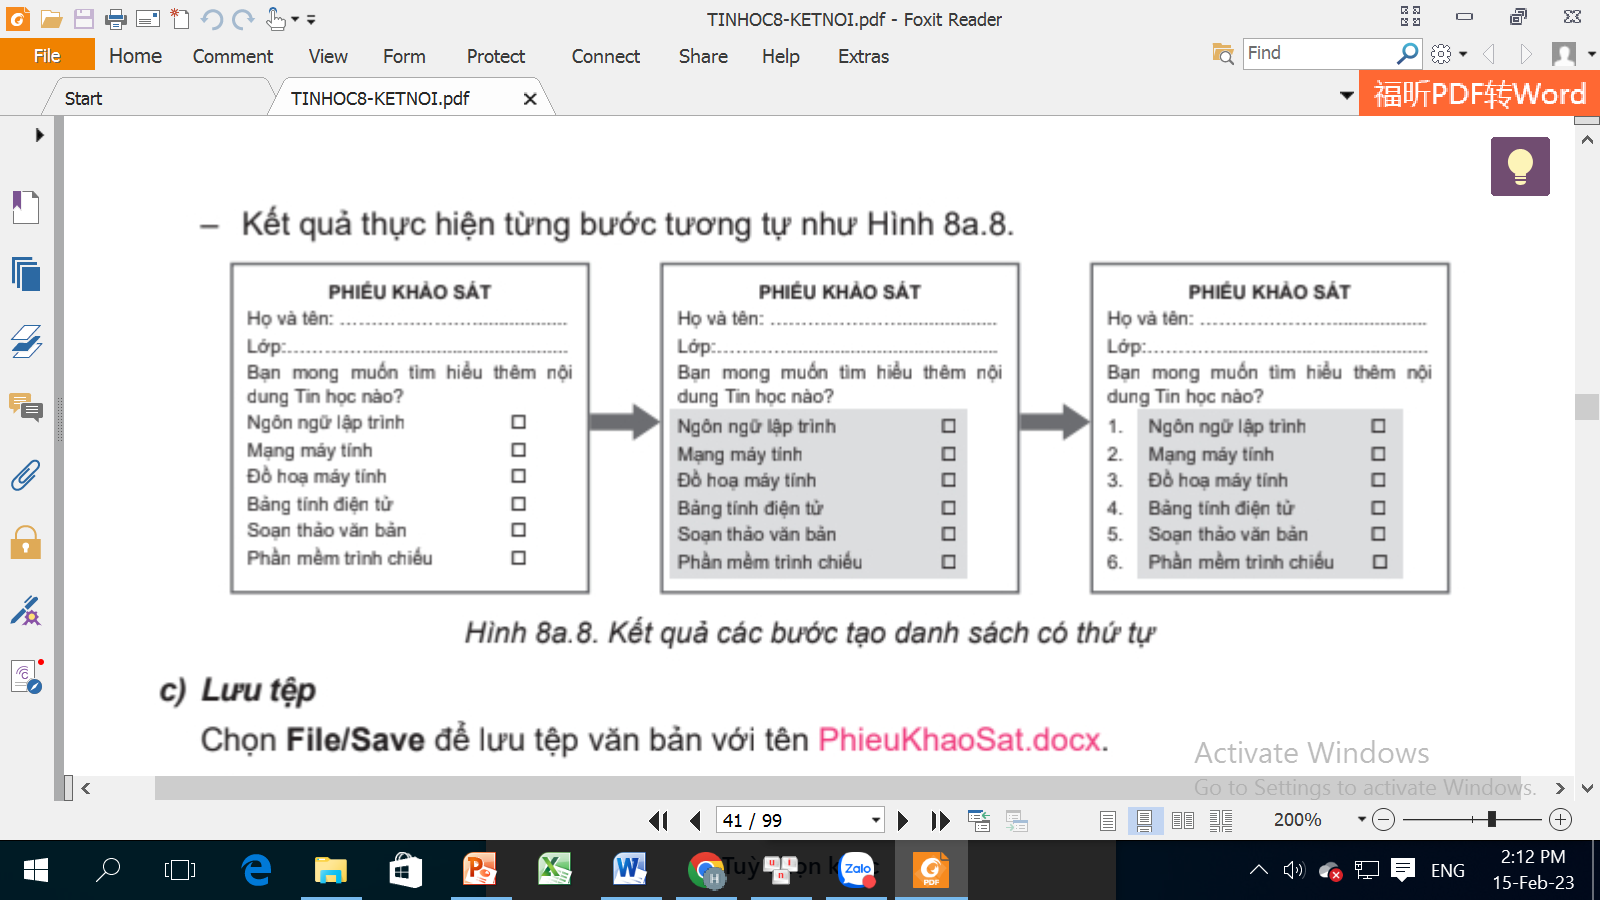 TINHOC8-KETNOI.pdf - Foxit Reader
File Home Comment View Form Protect Connect Share Help Extras
Find
Start
TINHOC8-KETNOI.pdf
福昕PDF转Word
– Kết quả thực hiện từng bước tương tự như Hình 8a.8.
PHIẾU KHẢO SÁT
Họ và tên: ..........................................
Lớp:..................................................
Bạn mong muốn tìm hiểu thêm nội
dung Tin học nào?
Ngôn ngữ lập trình
Mạng máy tính
Đồ hoạ máy tính
Bảng tính điện tử
Soạn thảo văn bản
Phần mềm trình chiếu
PHIẾU KHẢO SÁT
Họ và tên: ..........................................
Lớp:..................................................
Bạn mong muốn tìm hiểu thêm nội
dung Tin học nào?
Ngôn ngữ lập trình
Mạng máy tính
Đồ hoạ máy tính
Bảng tính điện tử
Soạn thảo văn bản
Phần mềm trình chiếu
PHIẾU KHẢO SÁT
Họ và tên: ..........................................
Lớp:..................................................
Bạn mong muốn tìm hiểu thêm nội
dung Tin học nào?
1. Ngôn ngữ lập trình
2. Mạng máy tính
3. Đồ hoạ máy tính
4. Bảng tính điện tử
5. Soạn thảo văn bản
6. Phần mềm trình chiếu
Hình 8a.8. Kết quả các bước tạo danh sách có thứ tự
c) Lưu tệp
Chọn File/Save để lưu tệp văn bản với tên PhieuKhaoSat.docx.
Activate Windows
Go to Settings to activate Windows.
41 / 99
200%
Zalo
PDF
ENG
2:12 PM
15-Feb-23